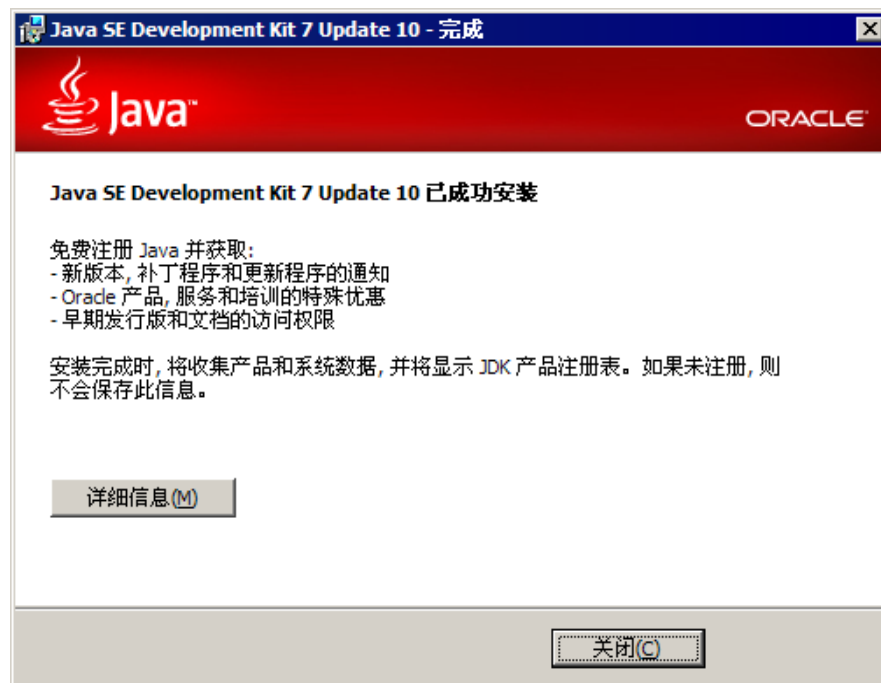 Java SE Development Kit 7 Update 10 - 完成
Java™
ORACLE
Java SE Development Kit 7 Update 10 已成功安装
免费注册 Java 并获取:
- 新版本, 补丁程序和更新程序的通知
- Oracle 产品, 服务和培训的特殊优惠
- 早期发行版和文档的访问权限
安装完成时, 将收集产品和系统数据, 并将显示 JDK 产品注册表。如果未注册, 则
不会保存此信息。
详细信息(M)
关闭(C)